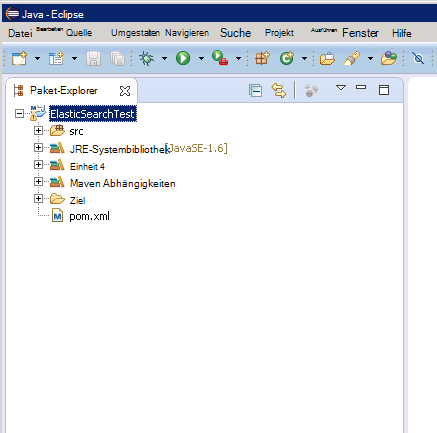 Java - Eclipse
Datei Bearbeiten Quelle Umgestalten Navigieren Suche Projekt Ausführen Fenster Hilfe
Paket-Explorer
ElasticSearchTest
src
JRE-Systembibliothek [JavaSE-1.6]
Einheit 4
Maven Abhängigkeiten
Ziel
pom.xml